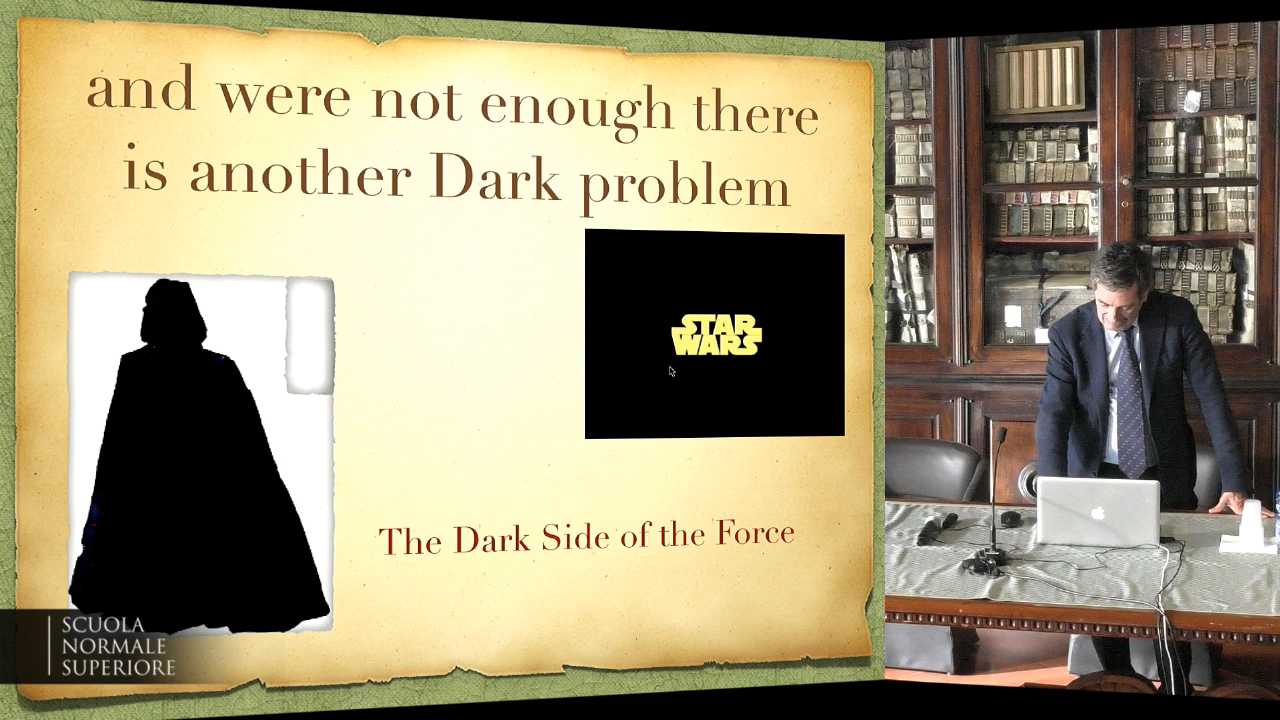 and were not enough there
is another Dark problem
STAR
WARS
The Dark Side of the Force
SCUOLA
NORMALE
SUPERIORE